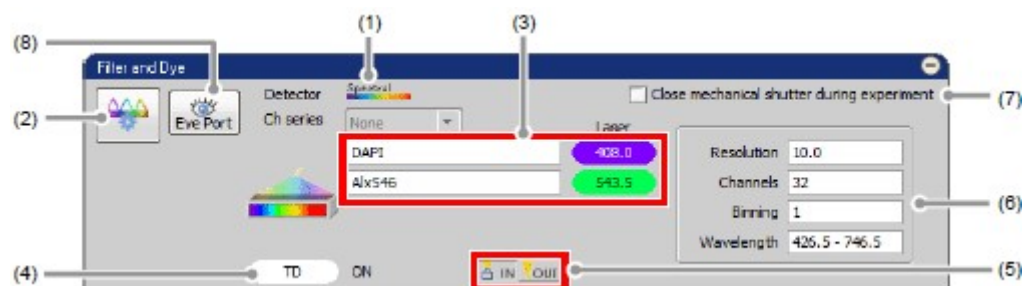 (1)
(3)
(8)
Filter and Dye
(2)
Eve Port
Detector
Spectral
Close mechanical shutter during experiment
(7)
Ch series
None
Laser
DAPI
408.0
Resolution
10.0
Alx546
543.5
Channels
32
Binning
1
(6)
Wavelength
426.5 - 746.5
(4)
TD
ON
IN
OUT
(5)